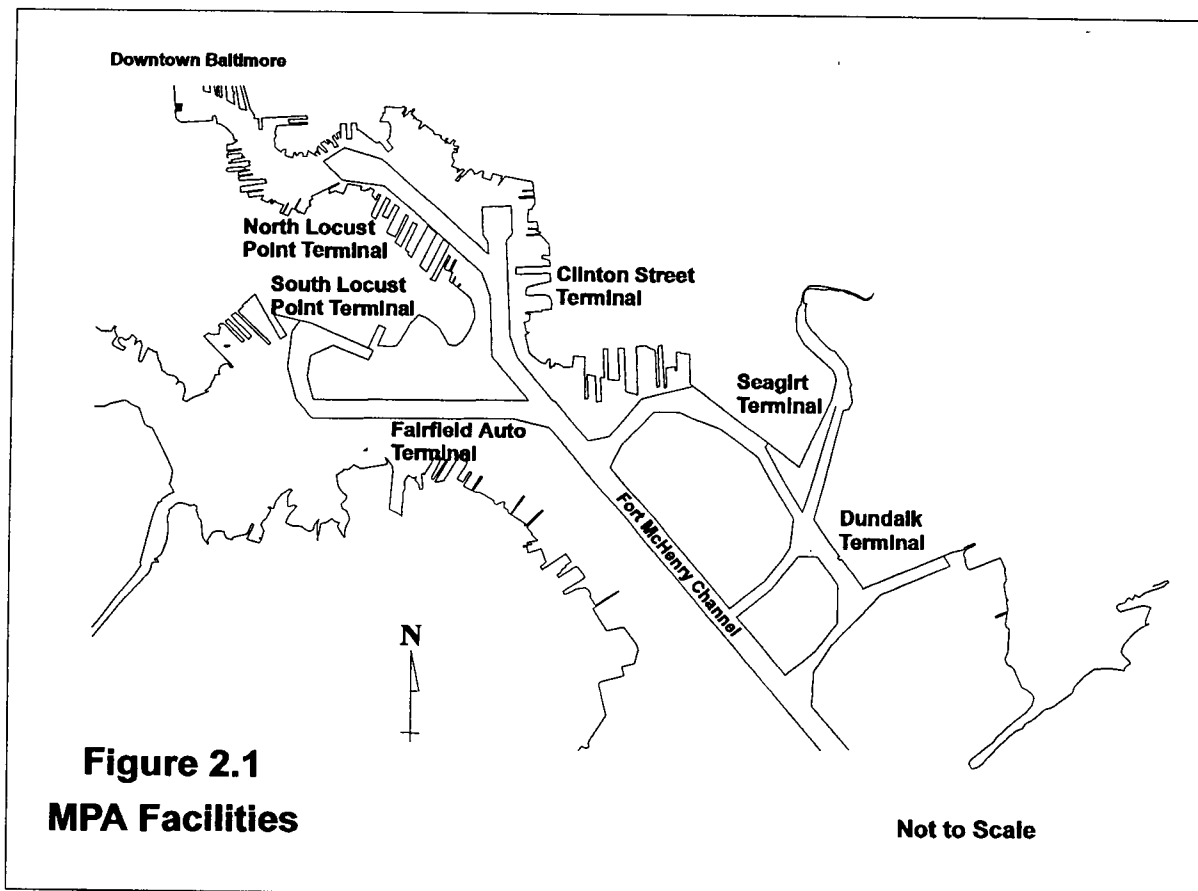 Downtown Baltimore
North Locust
Point Terminal
South Locust
Point Terminal
Clinton Street
Terminal
Seagirt
Terminal
Fairfield Auto
Terminal
Fort McHenry Channel
Dundalk
Terminal
N
Figure 2.1
MPA Facilities
Not to Scale